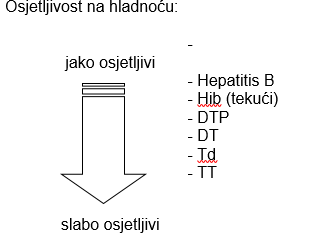 Osjetljivost na hladnoću:
-
jako osjetljivi
- Hepatitis B
- Hib (tekući)
- DTP
- DT
- Td
- TT
slabo osjetljivi